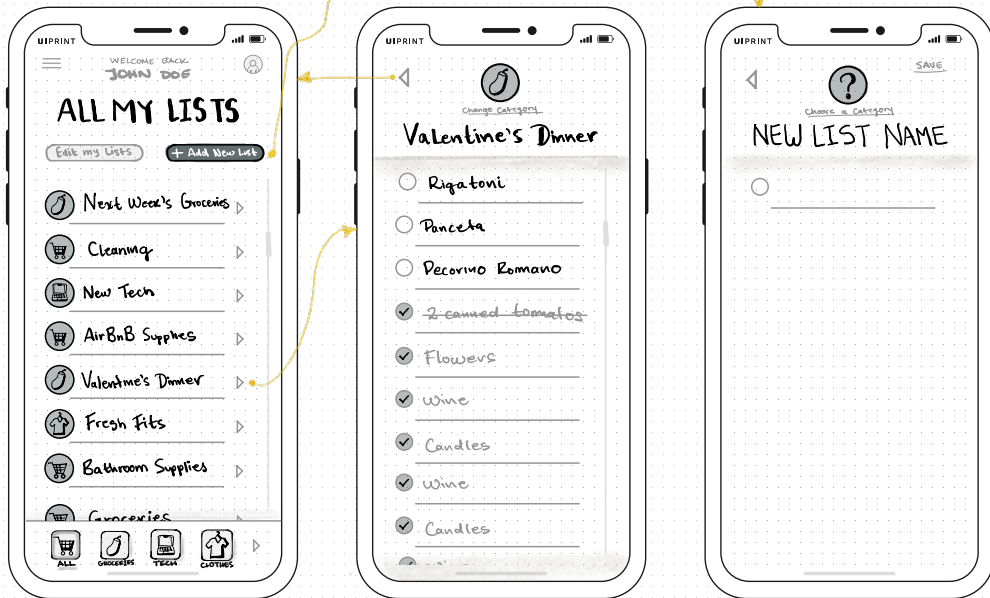 UIPRINT
WELCOME BACK
JOHN DOE
ALL MY LISTS
Edit my Lists
+ Add New List
Next Week's Groceries
Cleaning
New Tech
AirBnB Supplies
Valentine's Dinner
Fresh Fits
Bathroom Supplies
Groceries
ALL
GROCERIES
TECH
CLOTHES
UIPRINT
Change Category
Valentine's Dinner
Rigatoni
Panceta
Pecorino Romano
2 canned tomatos
Flowers
Wine
Candles
Wine
Candles
UIPRINT
SAVE
?
Choose a Category
NEW LIST NAME